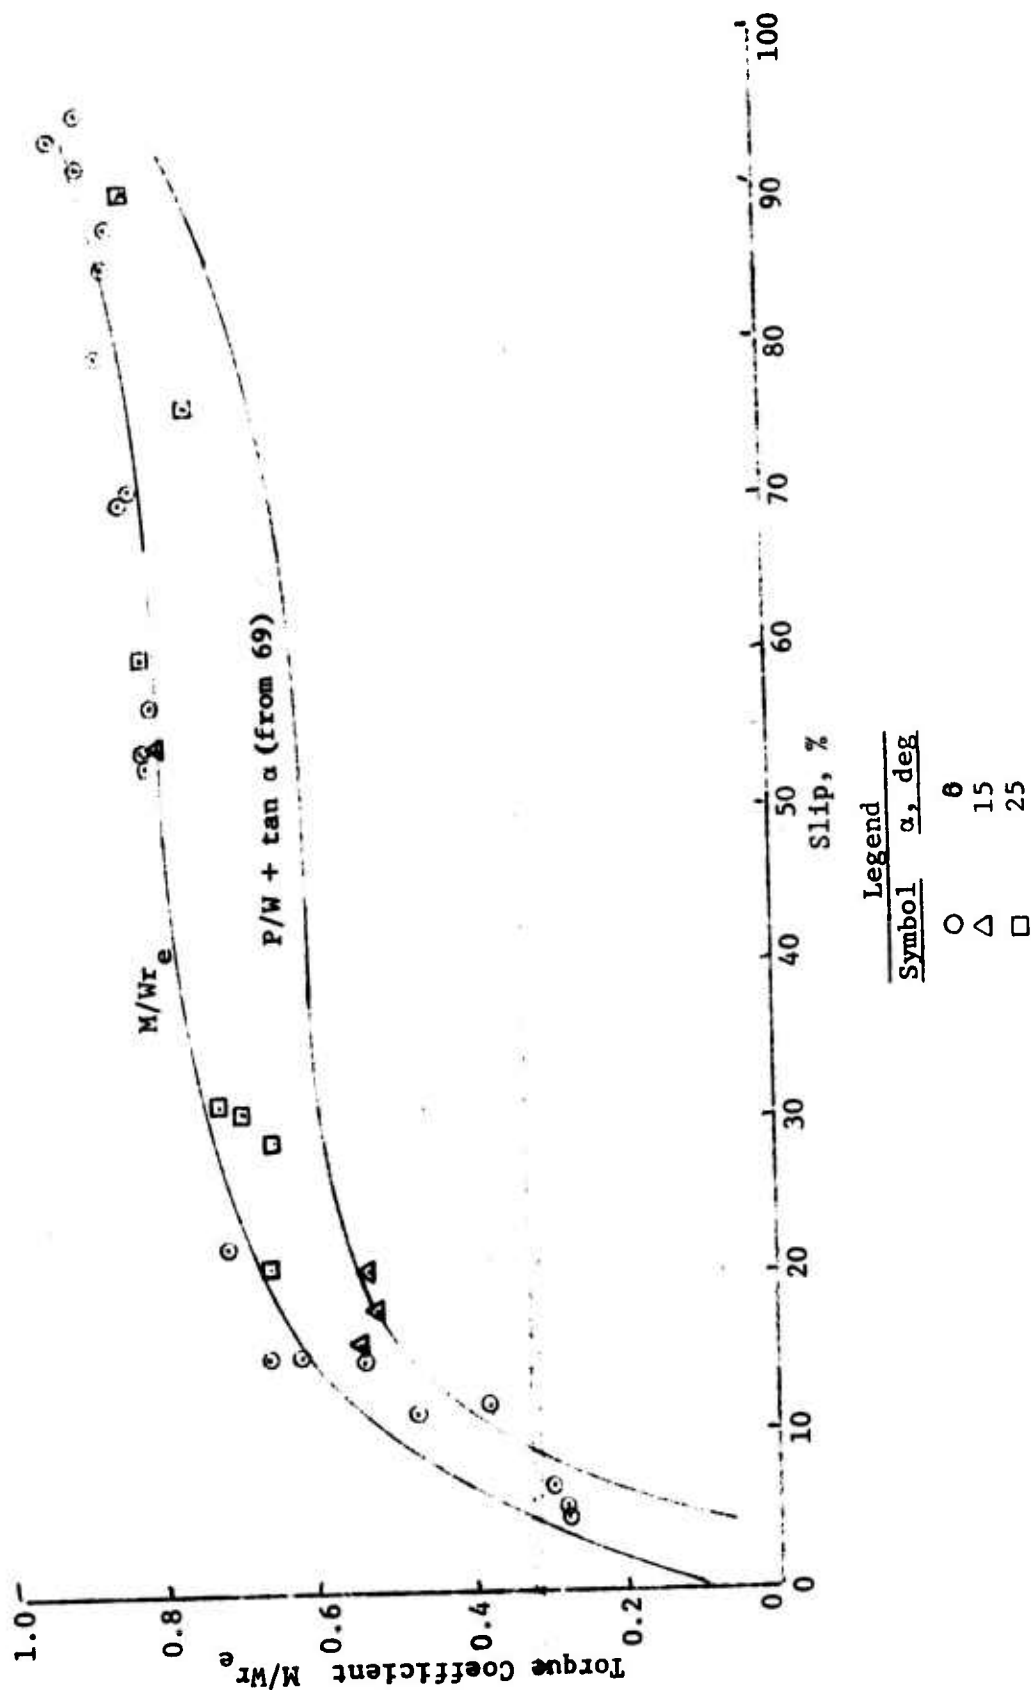 Torque Coefficient M/Wr_e
1.0
0.8
0.6
0.4
0.2
0
M/Wr_e
P/W + tan α (from 69)
0 10 20 30 40 50 60 70 80 90 100
Slip, %
Legend
Symbol α, deg
○ 6
△ 15
□ 25